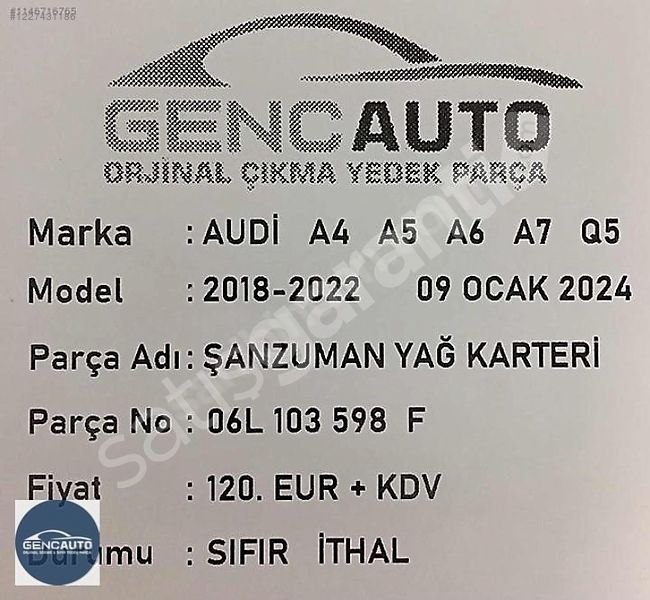 #1146716765
#1227431186
GENCAUTO
ORJİNAL ÇIKMA YEDEK PARÇA
Marka : AUDİ A4 A5 A6 A7 Q5
Model : 2018-2022 09 OCAK 2024
Parça Adı : ŞANZUMAN YAĞ KARTERİ
Parça No : 06L 103 598 F
Fiyat : 120. EUR + KDV
Durumu : SIFIR İTHAL
GENCAUTO